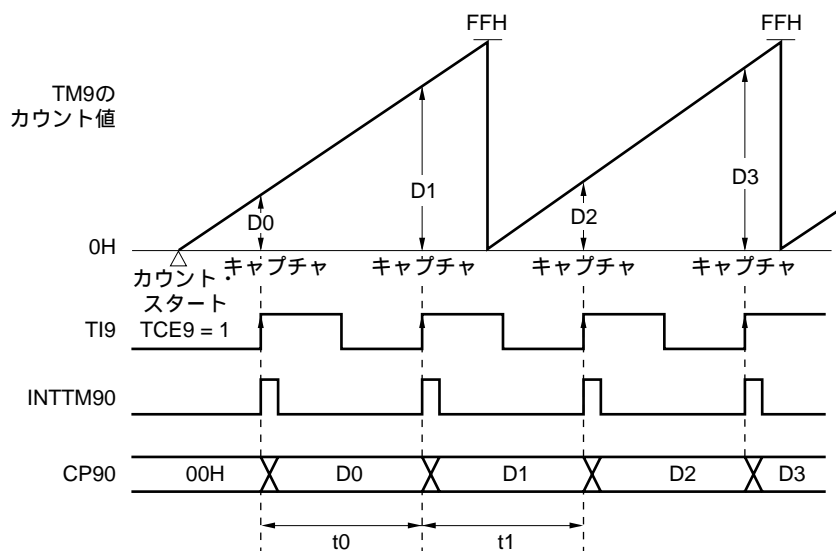 FFH
FFH
TM9の
カウント値
D0
D1
D2
D3
0H
キャプチャ
キャプチャ
キャプチャ
キャプチャ
カウント・
スタート
TCE9 = 1
TI9
INTTM90
CP90
00H
D0
D1
D2
D3
t0
t1